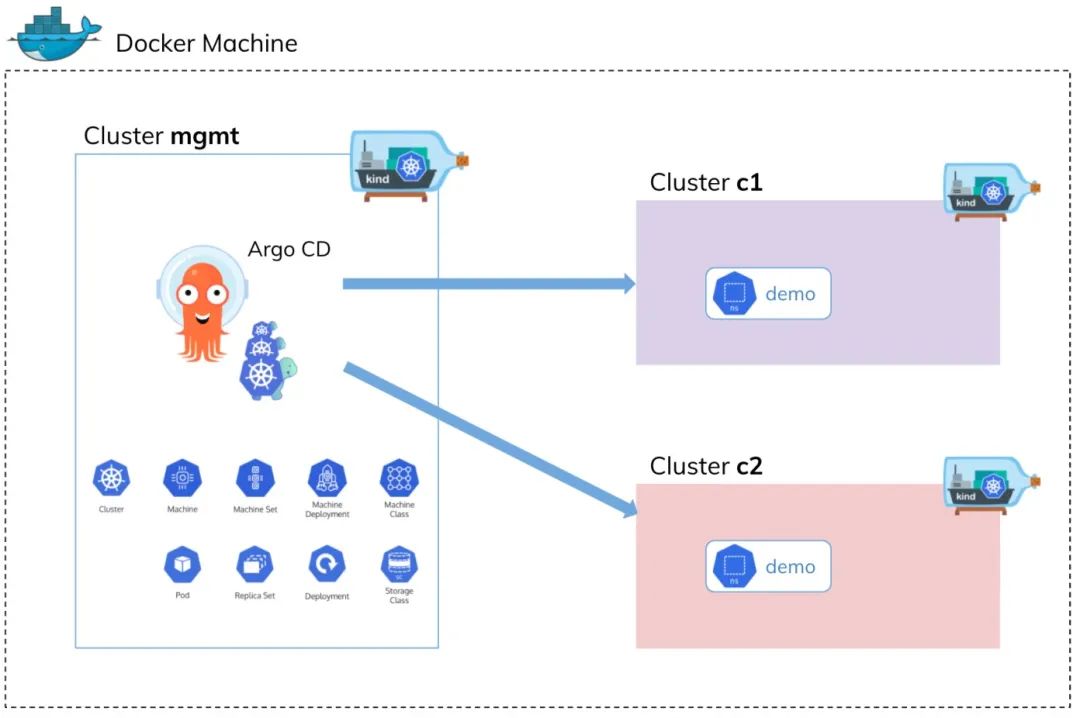 Docker Machine
Cluster mgmt
kind
Argo CD
Cluster
Machine
Machine Set
Machine
Deployment
Machine
Class
Pod
Replica Set
Deployment
sc
Storage
Class
Cluster c1
kind
ns
demo
Cluster c2
kind
ns
demo